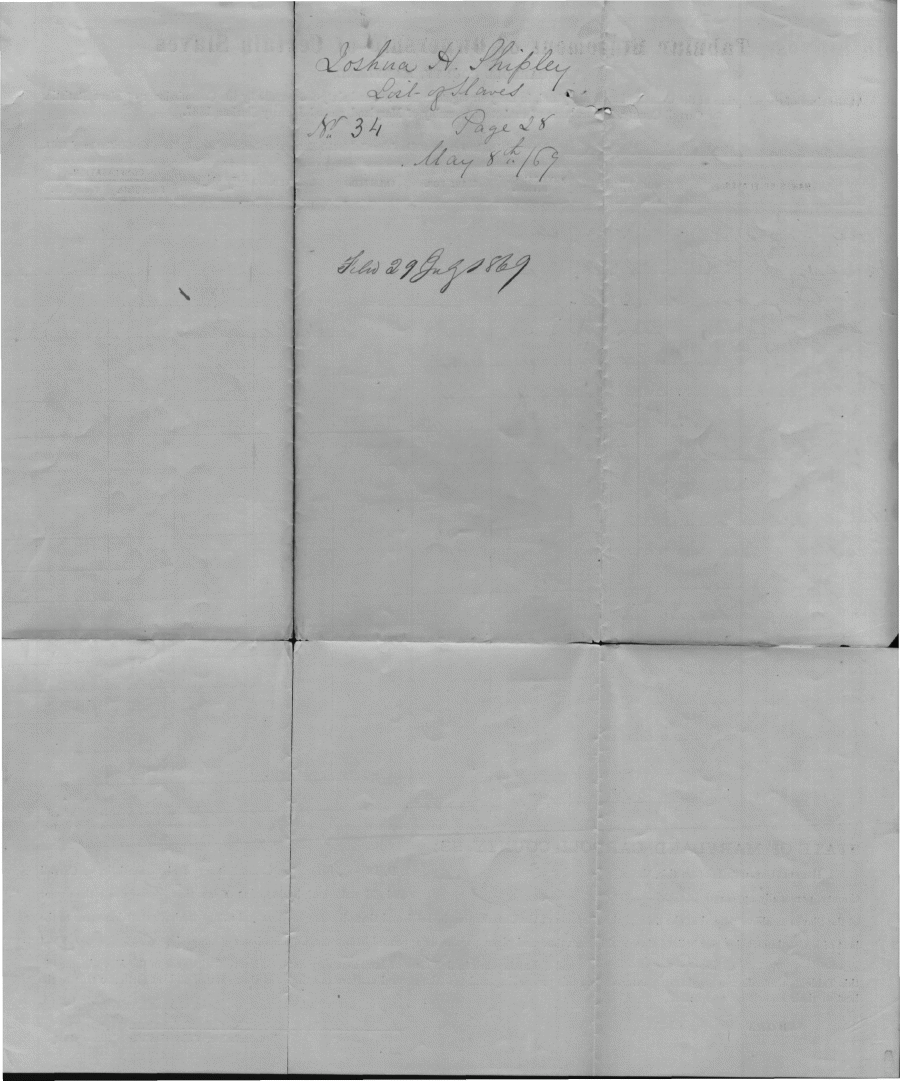 Joshua H. Shipley
List of Slaves
No. 34 Page 28
May 8th /69
Filed 29 July 1869